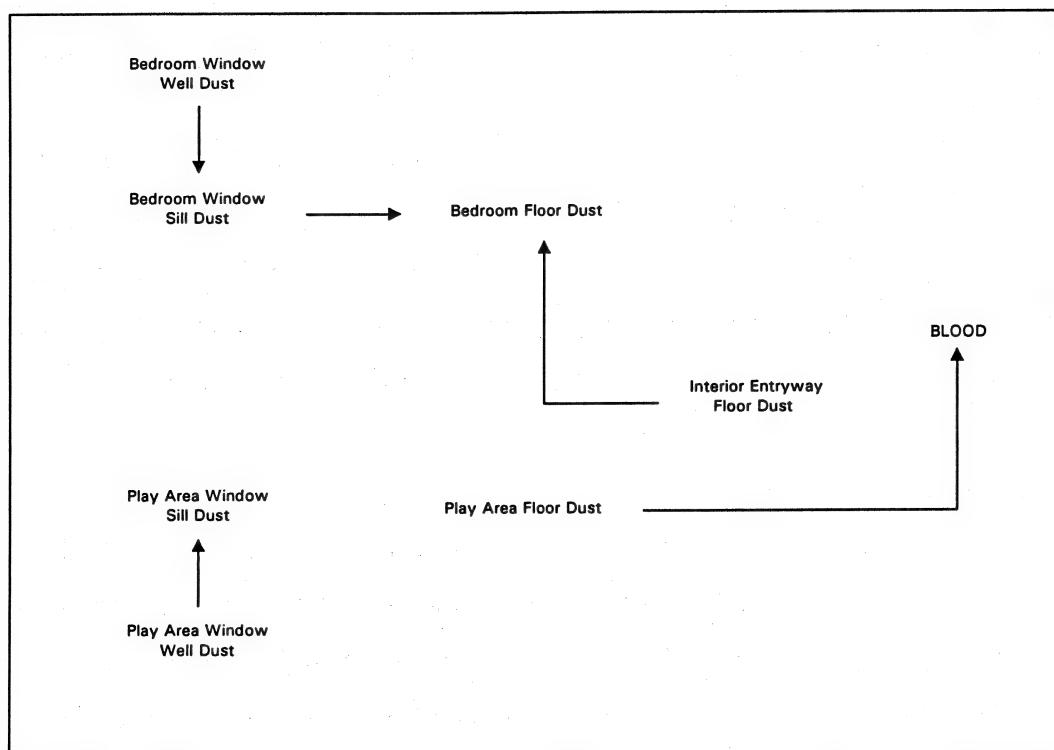 Bedroom Window
Well Dust
Bedroom Window
Sill Dust
Bedroom Floor Dust
BLOOD
Interior Entryway
Floor Dust
Play Area Window
Sill Dust
Play Area Floor Dust
Play Area Window
Well Dust